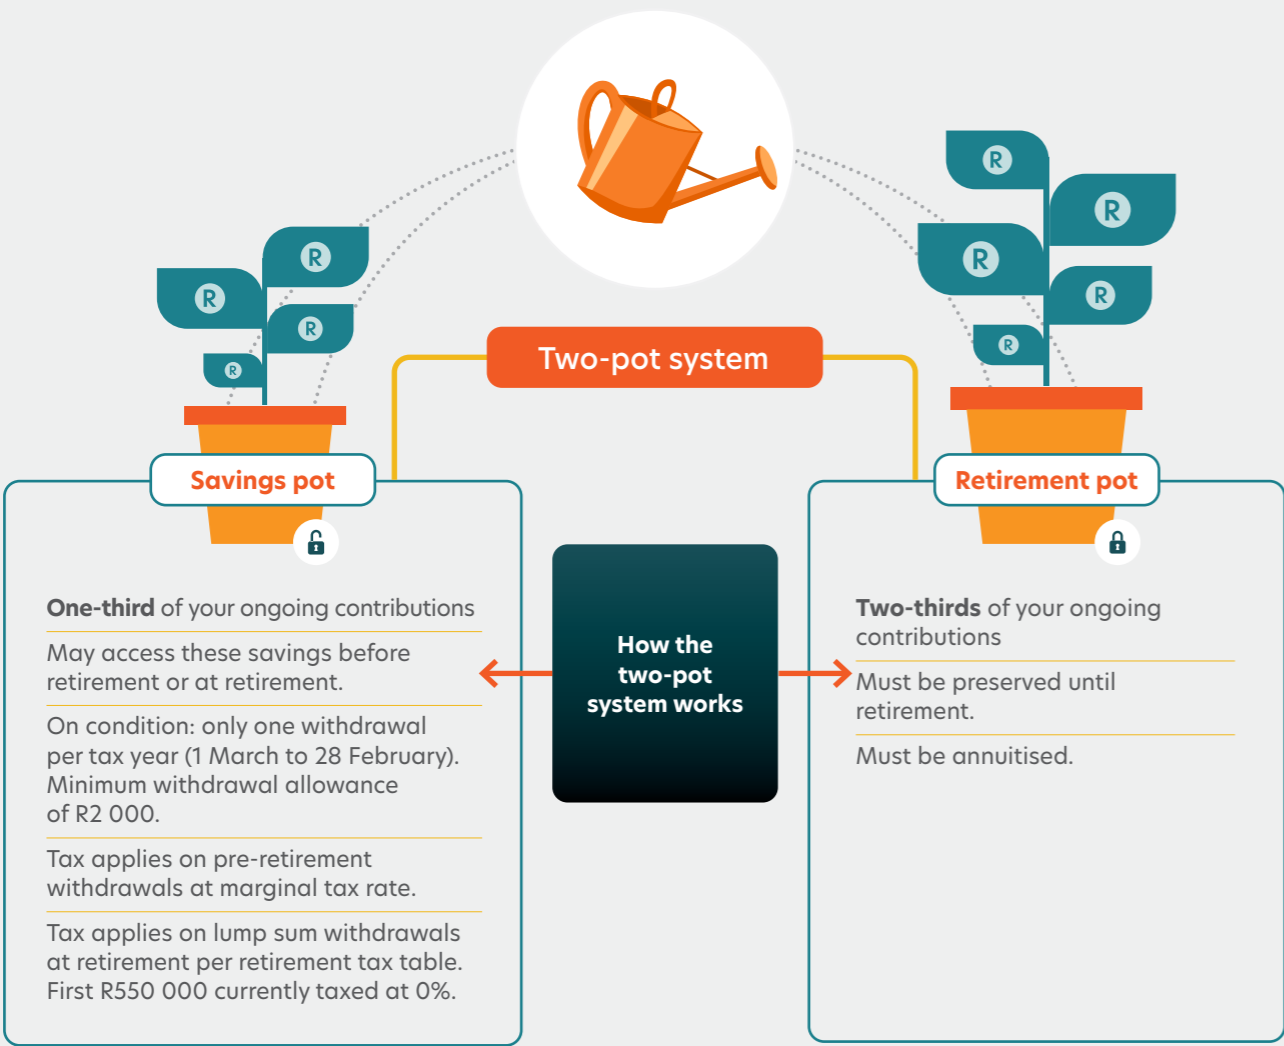 R
R
R
R
R
R
R
R
R
Two-pot system
Savings pot
One-third of your ongoing contributions
May access these savings before
retirement or at retirement.
On condition: only one withdrawal
per tax year (1 March to 28 February).
Minimum withdrawal allowance
of R2 000.
Tax applies on pre-retirement
withdrawals at marginal tax rate.
Tax applies on lump sum withdrawals
at retirement per retirement tax table.
First R550 000 currently taxed at 0%.
How the
two-pot
system works
Retirement pot
Two-thirds of your ongoing
contributions
Must be preserved until
retirement.
Must be annuitised.